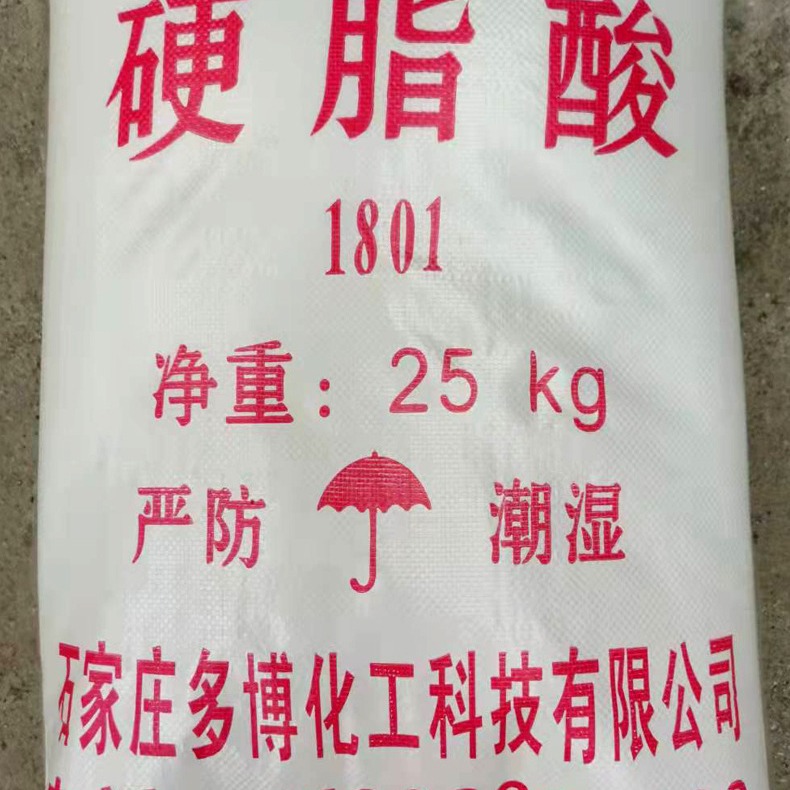 硬脂酸
1801
净重: 25 kg
严防 潮湿
石家庄多博化工科技有限公司